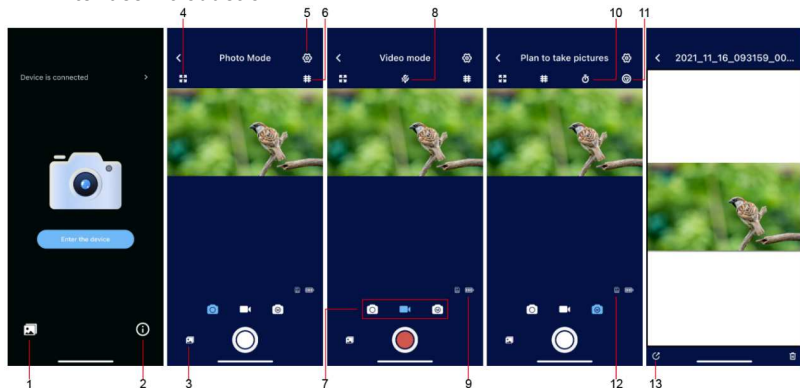 4 5 6 8 10 11
Device is connected
Photo Mode
Video mode
Plan to take pictures
2021_11_16_093159_00...
Enter the device
1 2 3 7 9 12 13